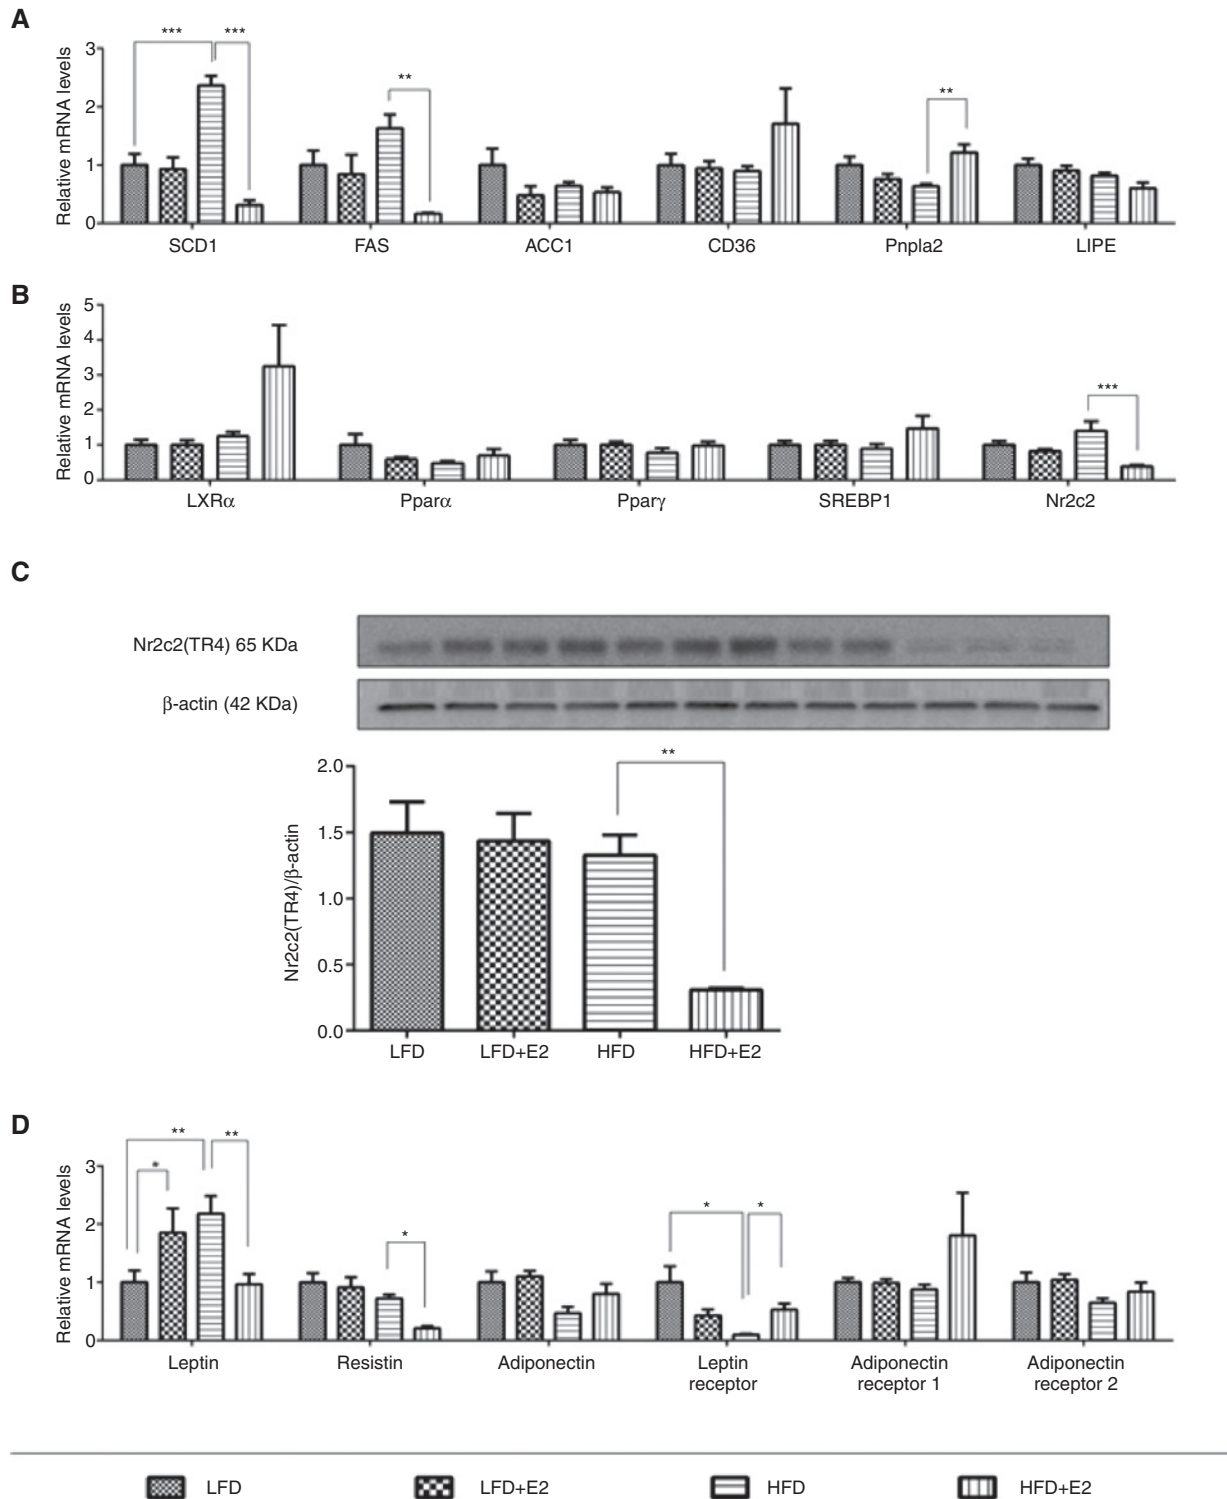 A
Relative mRNA levels
3
2
1
0
***
***
**
**
SCD1
FAS
ACC1
CD36
Pnpla2
LIPE
B
Relative mRNA levels
5
4
3
2
1
0
***
LXRα
Pparα
Pparγ
SREBP1
Nr2c2
C
Nr2c2(TR4) 65 KDa
β-actin (42 KDa)
Nr2c2(TR4)/β-actin
2.0
1.5
1.0
0.5
0.0
**
LFD
LFD+E2
HFD
HFD+E2
D
Relative mRNA levels
3
2
1
0
**
**
*
*
*
*
Leptin
Resistin
Adiponectin
Leptin
receptor
Adiponectin
receptor 1
Adiponectin
receptor 2
LFD
LFD+E2
HFD
HFD+E2